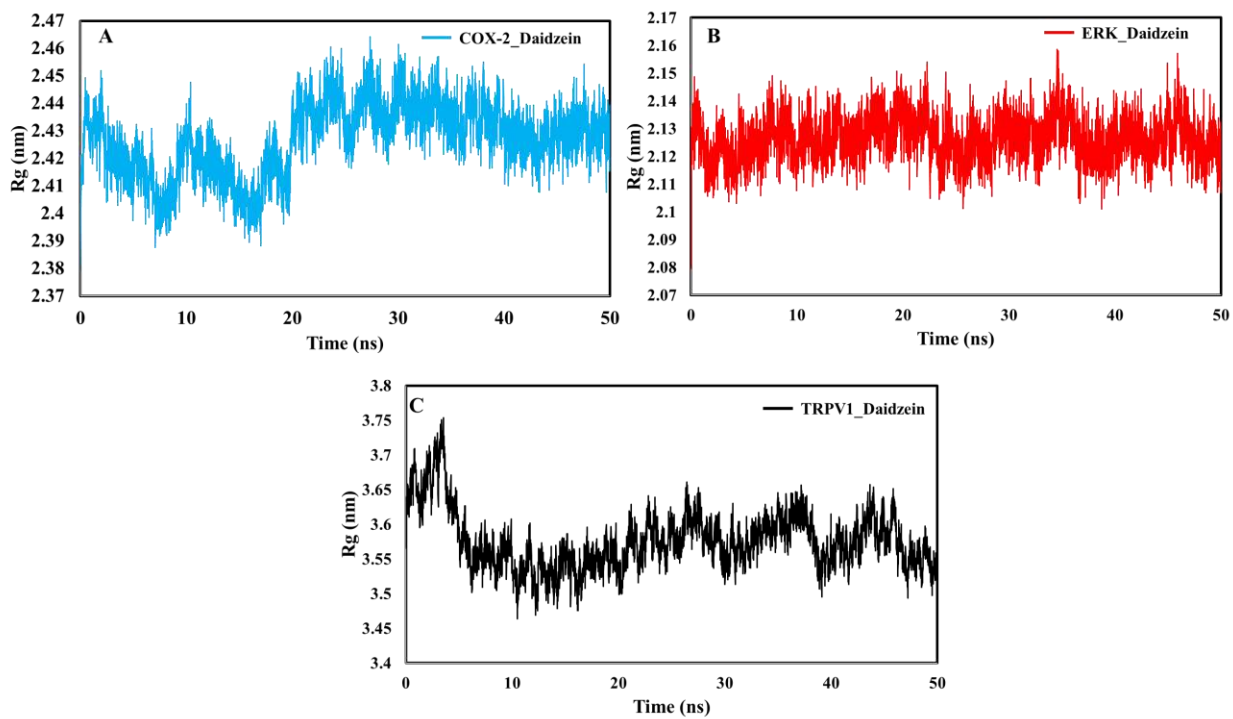 A
COX-2_Daidzein
2.47
2.46
2.45
2.44
2.43
2.42
2.41
2.4
2.39
2.38
2.37
Rg (nm)
0 10 20 30 40 50
Time (ns)
B
ERK_Daidzein
2.17
2.16
2.15
2.14
2.13
2.12
2.11
2.1
2.09
2.08
2.07
Rg (nm)
0 10 20 30 40 50
Time (ns)
C
TRPV1_Daidzein
3.8
3.75
3.7
3.65
3.6
3.55
3.5
3.45
3.4
Rg (nm)
0 10 20 30 40 50
Time (ns)